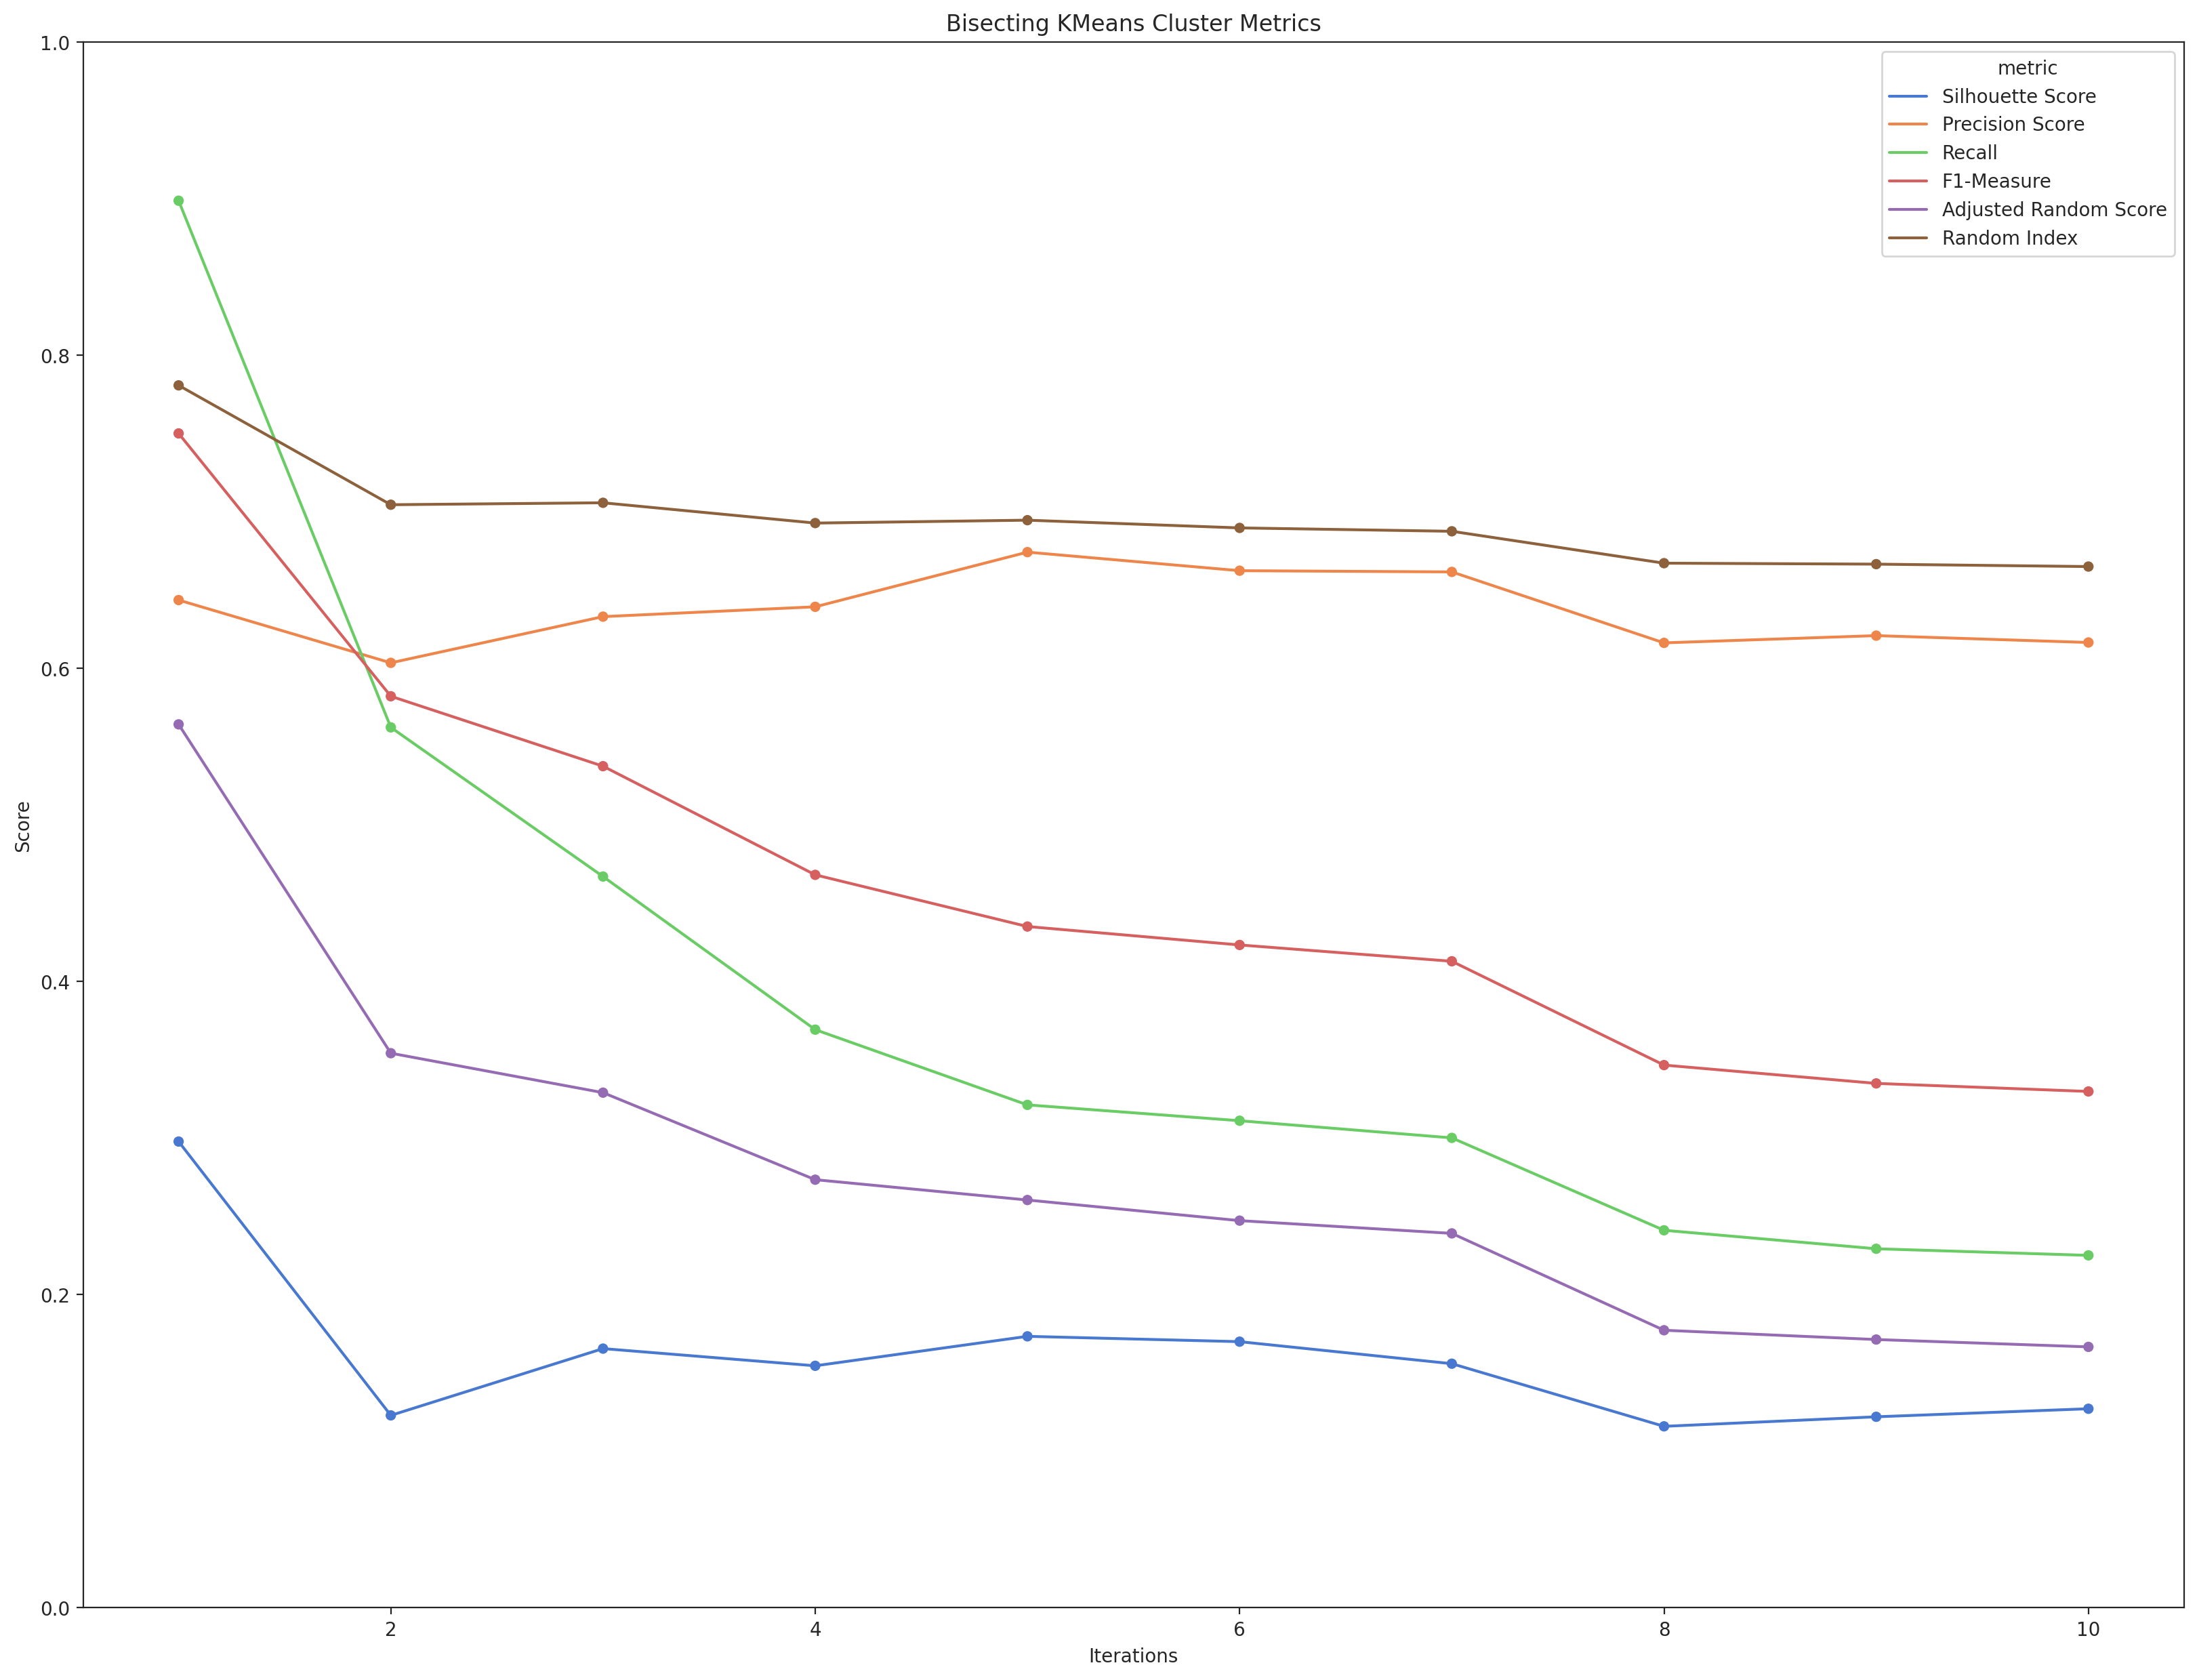 Bisecting KMeans Cluster Metrics
metric
Silhouette Score
Precision Score
Recall
F1-Measure
Adjusted Random Score
Random Index
Score
1.0
0.8
0.6
0.4
0.2
0.0
2 4 6 8 10
Iterations